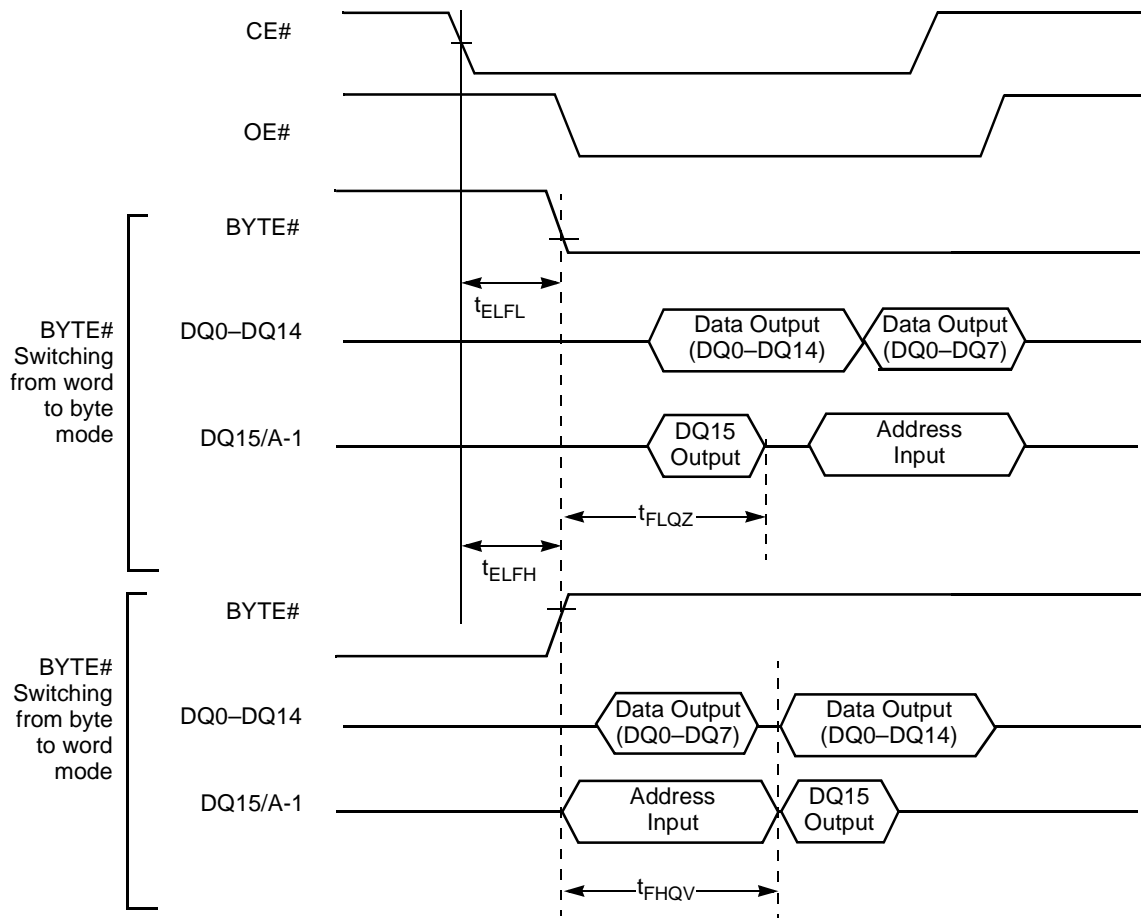 CE#
OE#
BYTE#
tELFL
BYTE#
Switching
from word
to byte
mode
DQ0–DQ14
Data Output
(DQ0–DQ14)
Data Output
(DQ0–DQ7)
DQ15/A-1
DQ15
Output
Address
Input
tFLQZ
tELFH
BYTE#
BYTE#
Switching
from byte
to word
mode
DQ0–DQ14
Data Output
(DQ0–DQ7)
Data Output
(DQ0–DQ14)
DQ15/A-1
Address
Input
DQ15
Output
tFHQV